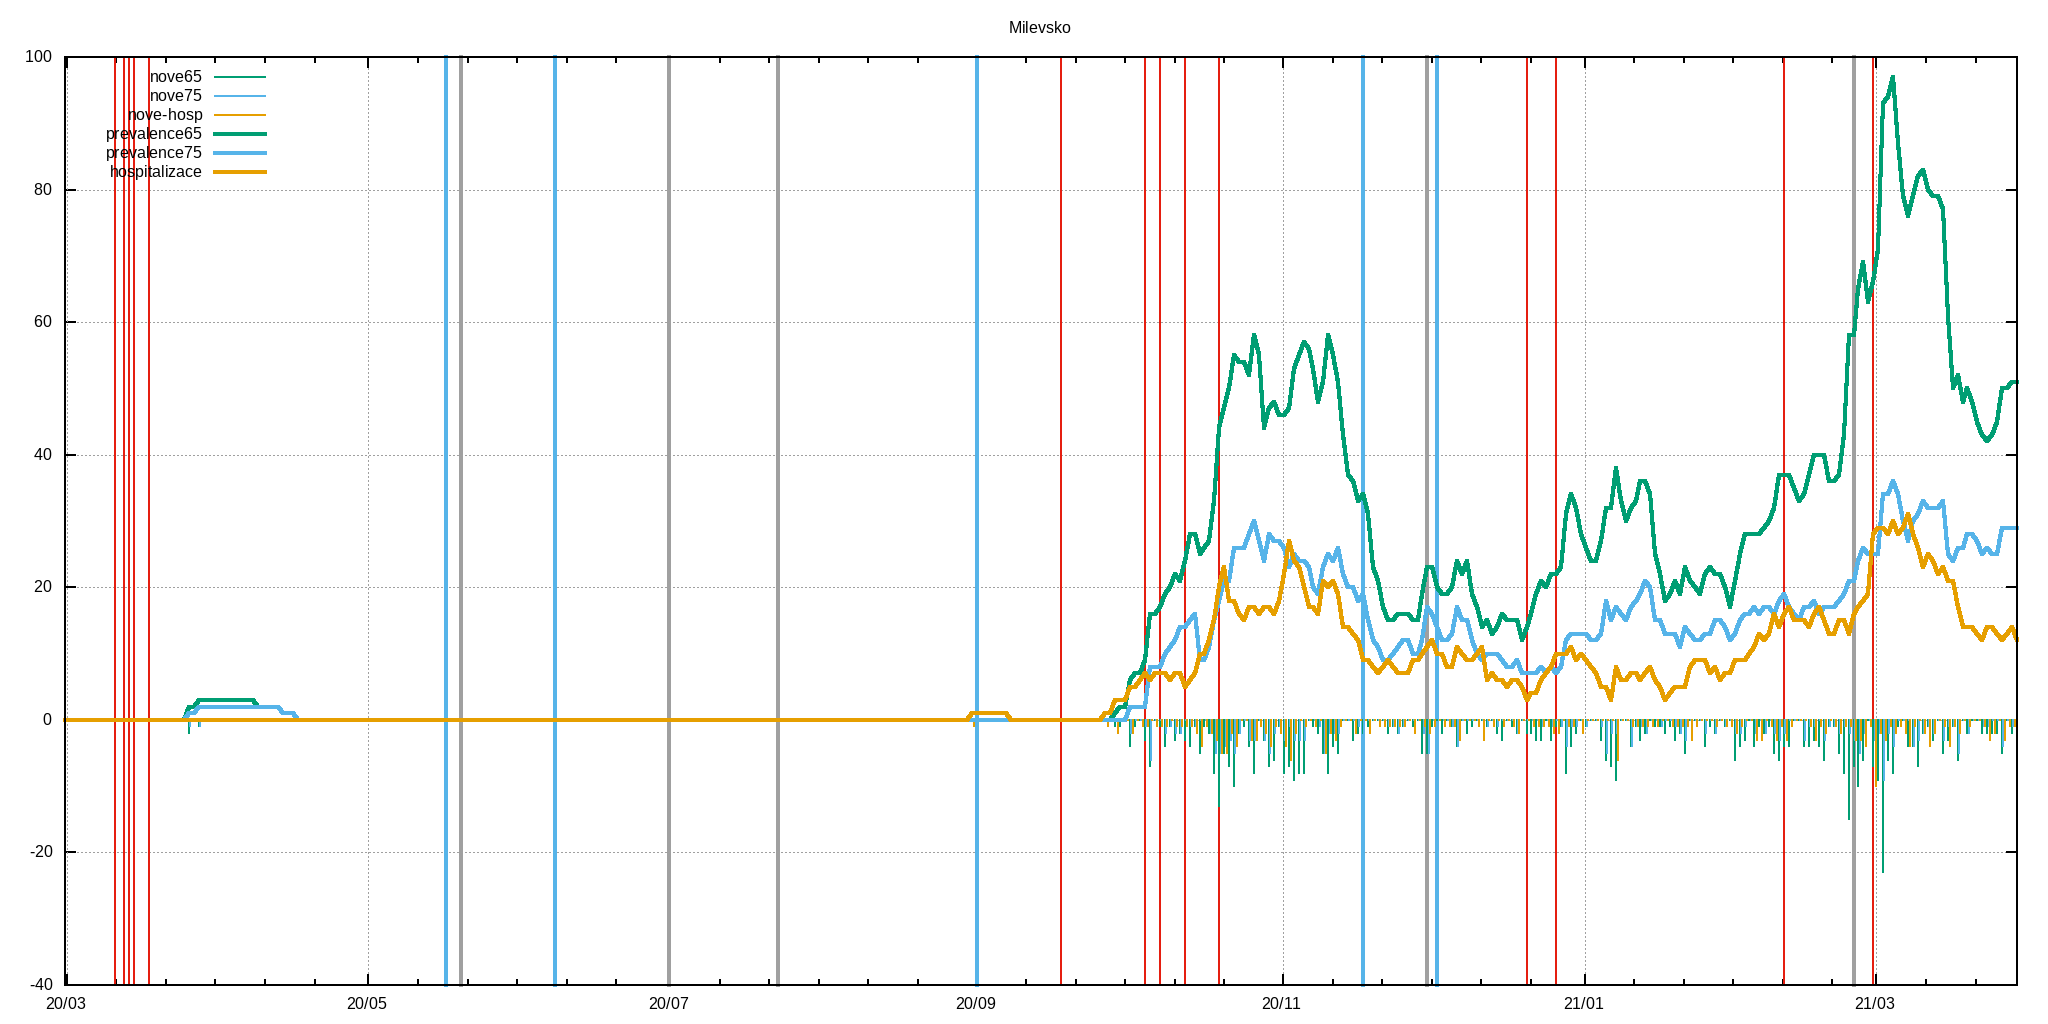 Milevsko
100
nove65
nove75
nove-hosp
prevalence65
prevalence75
hospitalizace
80
60
40
20
0
-20
-40
20/03 20/05 20/07 20/09 20/11 21/01 21/03